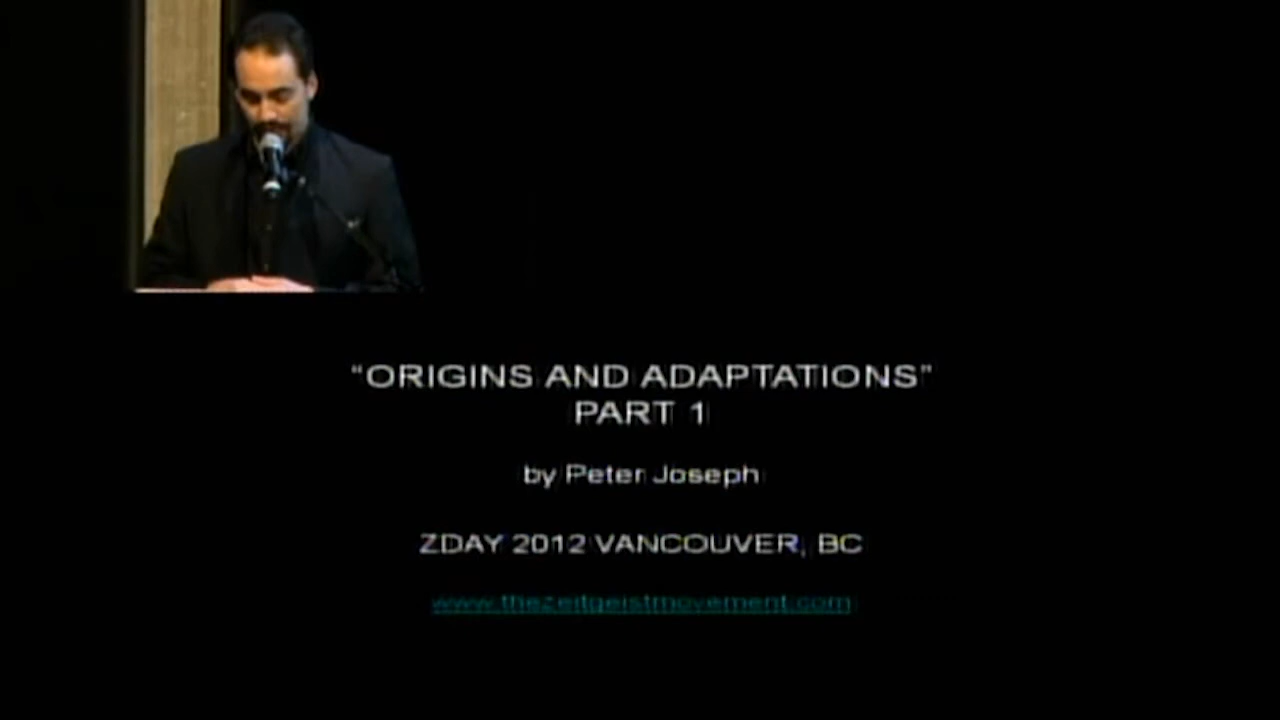 “ORIGINS AND ADAPTATIONS”
PART 1
by Peter Joseph
ZDAY 2012 VANCOUVER, BC
www.thezeitgeistmovement.com